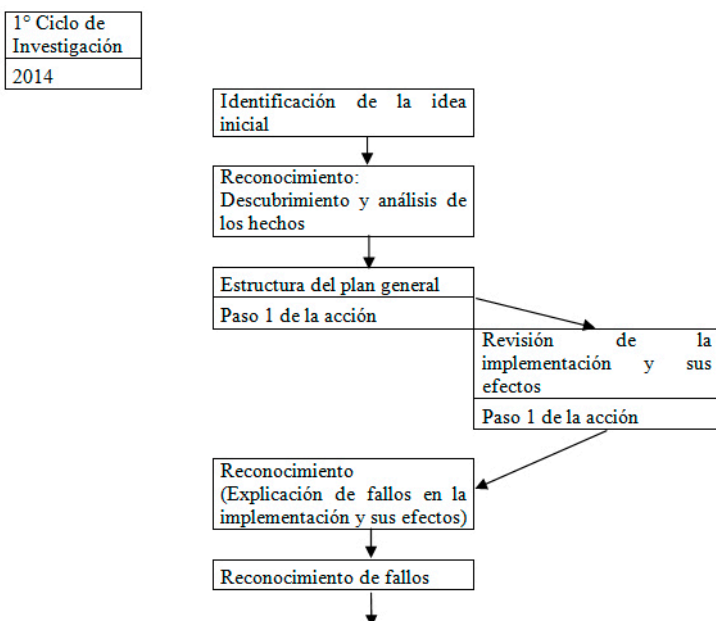 1° Ciclo de
Investigación
2014
Identificación de la idea
inicial
Reconocimiento:
Descubrimiento y análisis de
los hechos
Estructura del plan general
Paso 1 de la acción
Revisión de la
implementación y sus
efectos
Paso 1 de la acción
Reconocimiento
(Explicación de fallos en la
implementación y sus efectos)
Reconocimiento de fallos